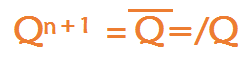 Qⁿ⁺¹ = Q̅=/Q